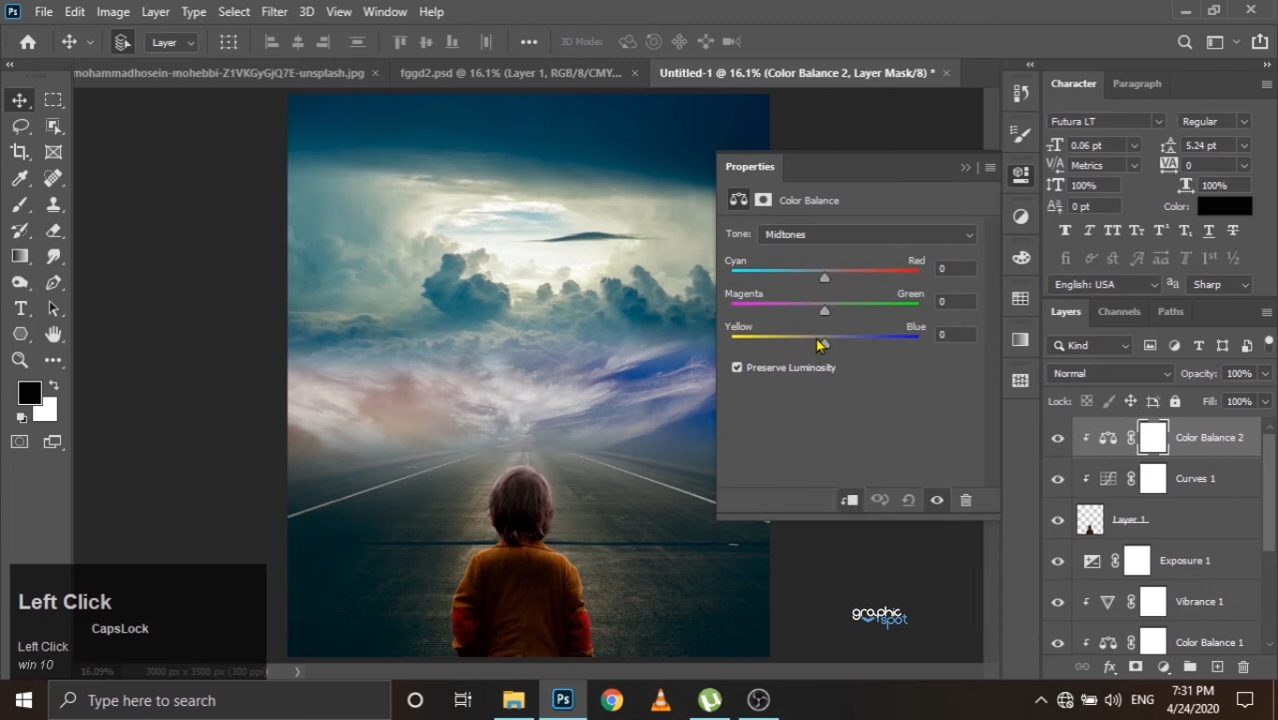 Ps File Edit Image Layer Type Select Filter 3D View Window Help
Layer 3D Mode:
mohammadhosein-mohebbi-Z1VKGyGjQ7E-unsplash.jpg × fggd2.psd @ 16.1% (Layer 1, RGB/8/CMY... × Untitled-1 @ 16.1% (Color Balance 2, Layer Mask/8) * ×
Character Paragraph
Futura LT Regular
0.06 pt 5.24 pt
Metrics 0
100% 100%
0 pt Color:
English: USA Sharp
Properties
Color Balance
Tone: Midtones
Cyan Red 0
Magenta Green 0
Yellow Blue 0
Preserve Luminosity
Layers Channels Paths
Kind
Normal Opacity: 100%
Lock: Fill: 100%
Color Balance 2
Curves 1
Layer 1
Exposure 1
Vibrance 1
Color Balance 1
graphic
spot
Left Click
CapsLock
Left Click
win 10
16.09% 3000 px x 3500 px (300 ppi)
Type here to search
Ps
ENG
7:31 PM
4/24/2020